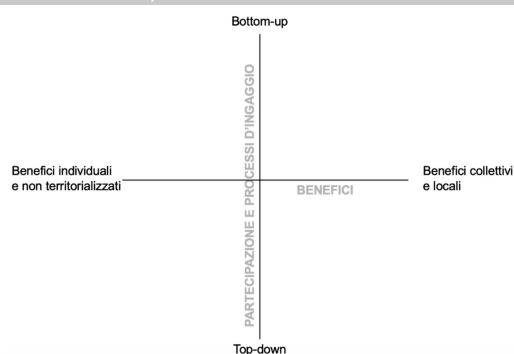 Bottom-up
PARTECIPAZIONE E PROCESSI D'INGAGGIO
Benefici individuali
e non territorializzati
BENEFICI
Benefici collettivi
e locali
Top-down